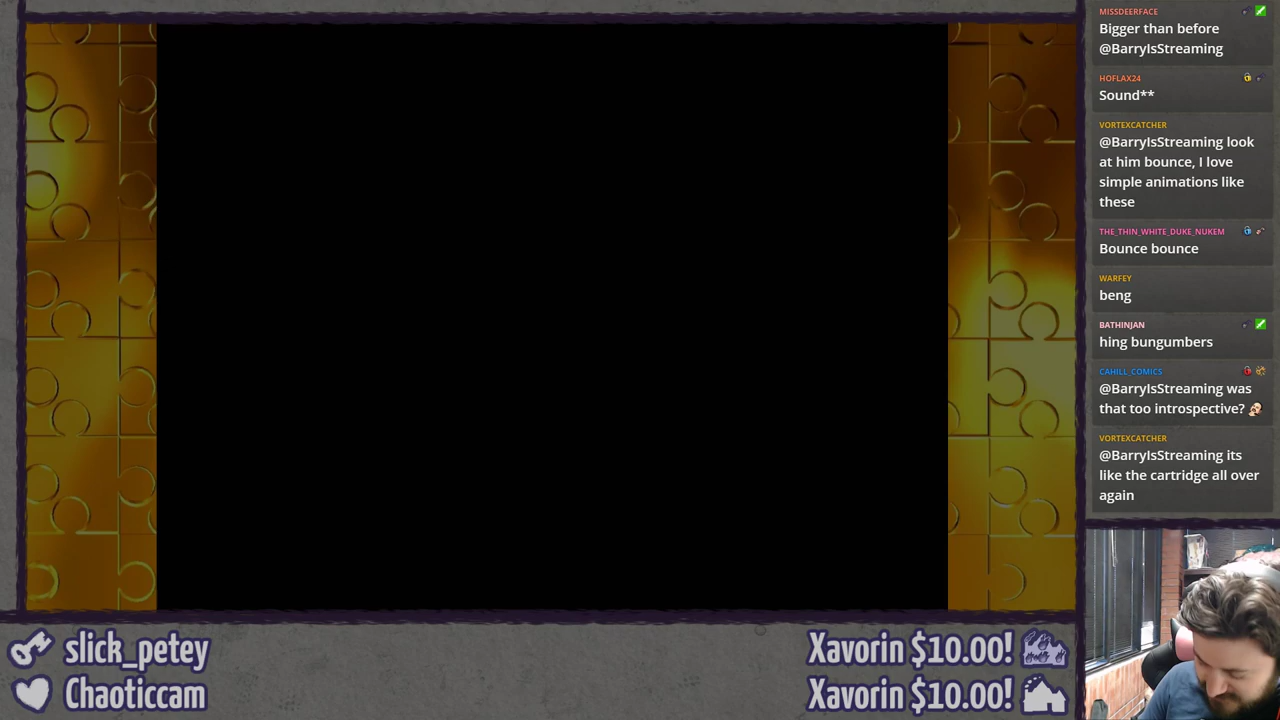 MISSDEERFACE
Bigger than before
@BarryIsStreaming
HOFLAX24
Sound**
VORTEXCATCHER
@BarryIsStreaming look
at him bounce, I love
simple animations like
these
THE_THIN_WHITE_DUKE_NUKEM
Bounce bounce
WARFEY
beng
BATHINJAN
hing bungumbers
CAHILL_COMICS
@BarryIsStreaming was
that too introspective?
VORTEXCATCHER
@BarryIsStreaming its
like the cartridge all over
again
slick_petey
Chaoticcam
Xavorin $10.00!
Xavorin $10.00!